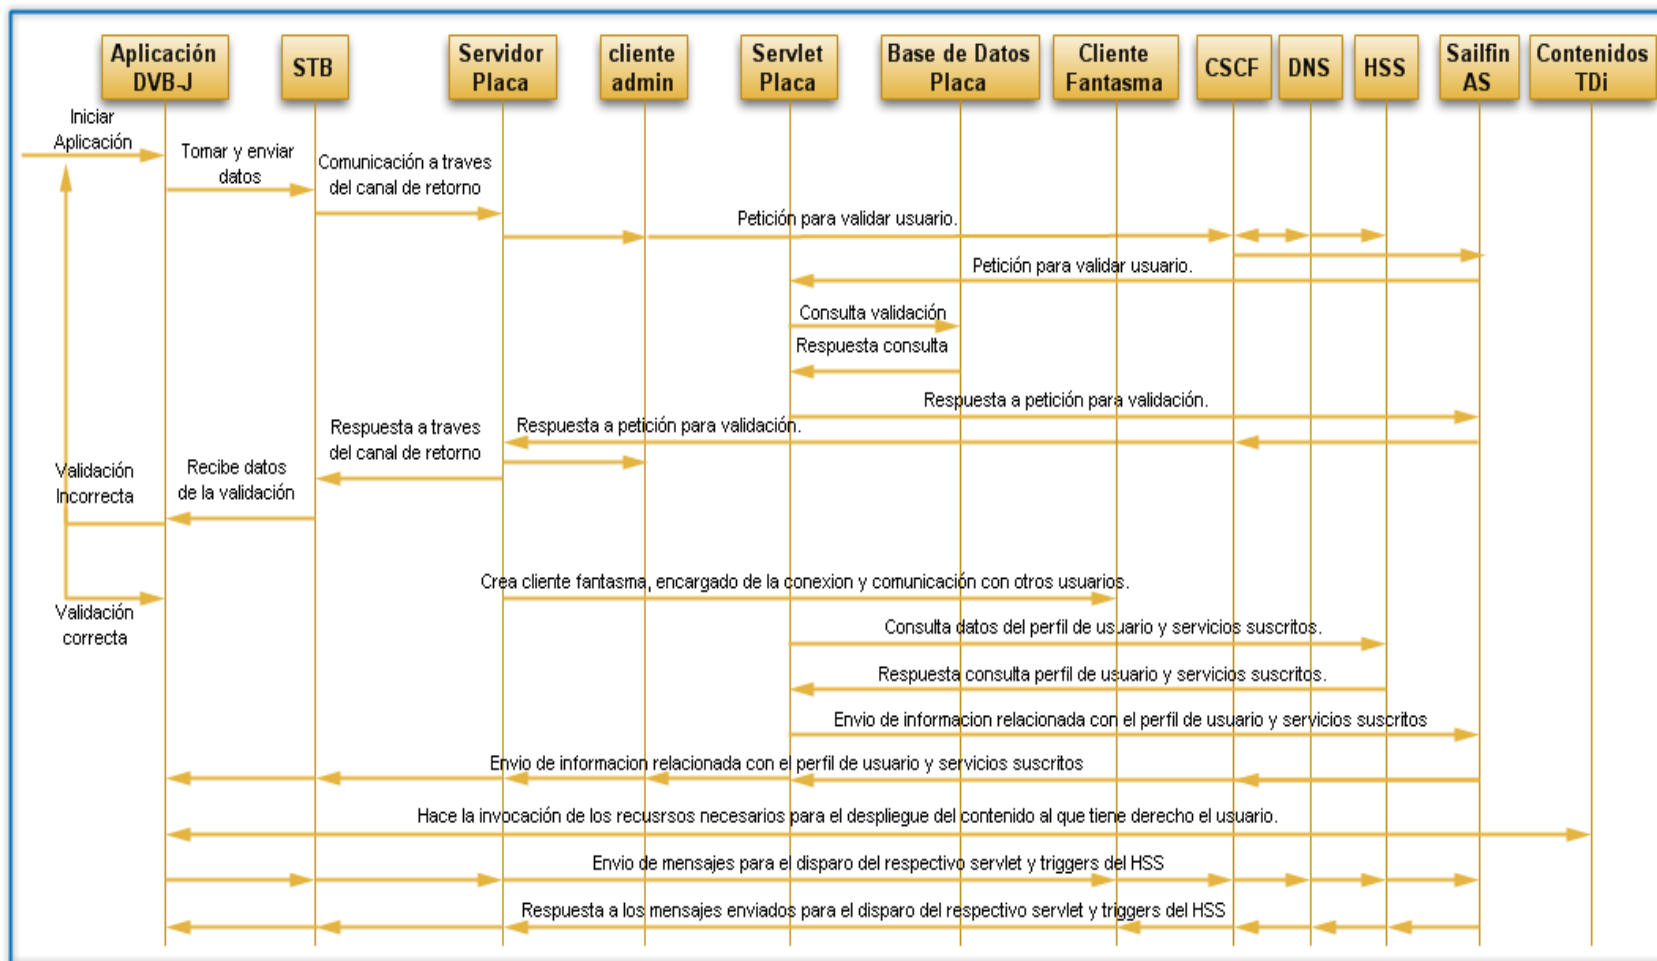 Aplicación
DVB-J
STB
Servidor
Placa
cliente
admin
Servlet
Placa
Base de Datos
Placa
Cliente
Fantasma
CSCF
DNS
HSS
Sailfin
AS
Contenidos
TDi
Iniciar
Aplicación
Tomar y enviar
datos
Comunicación a traves
del canal de retorno
Petición para validar usuario.
Petición para validar usuario.
Consulta validación
Respuesta consulta
Respuesta a petición para validación.
Respuesta a petición para validación.
Respuesta a traves
del canal de retorno
Recibe datos
de la validación
Validación
Incorrecta
Crea cliente fantasma, encargado de la conexion y comunicación con otros usuarios.
Validación
correcta
Consulta datos del perfil de usuario y servicios suscritos.
Respuesta consulta perfil de usuario y servicios suscritos.
Envio de informacion relacionada con el perfil de usuario y servicios suscritos
Envio de informacion relacionada con el perfil de usuario y servicios suscritos
Hace la invocación de los recusrsos necesarios para el despliegue del contenido al que tiene derecho el usuario.
Envio de mensajes para el disparo del respectivo servlet y triggers del HSS
Respuesta a los mensajes enviados para el disparo del respectivo servlet y triggers del HSS